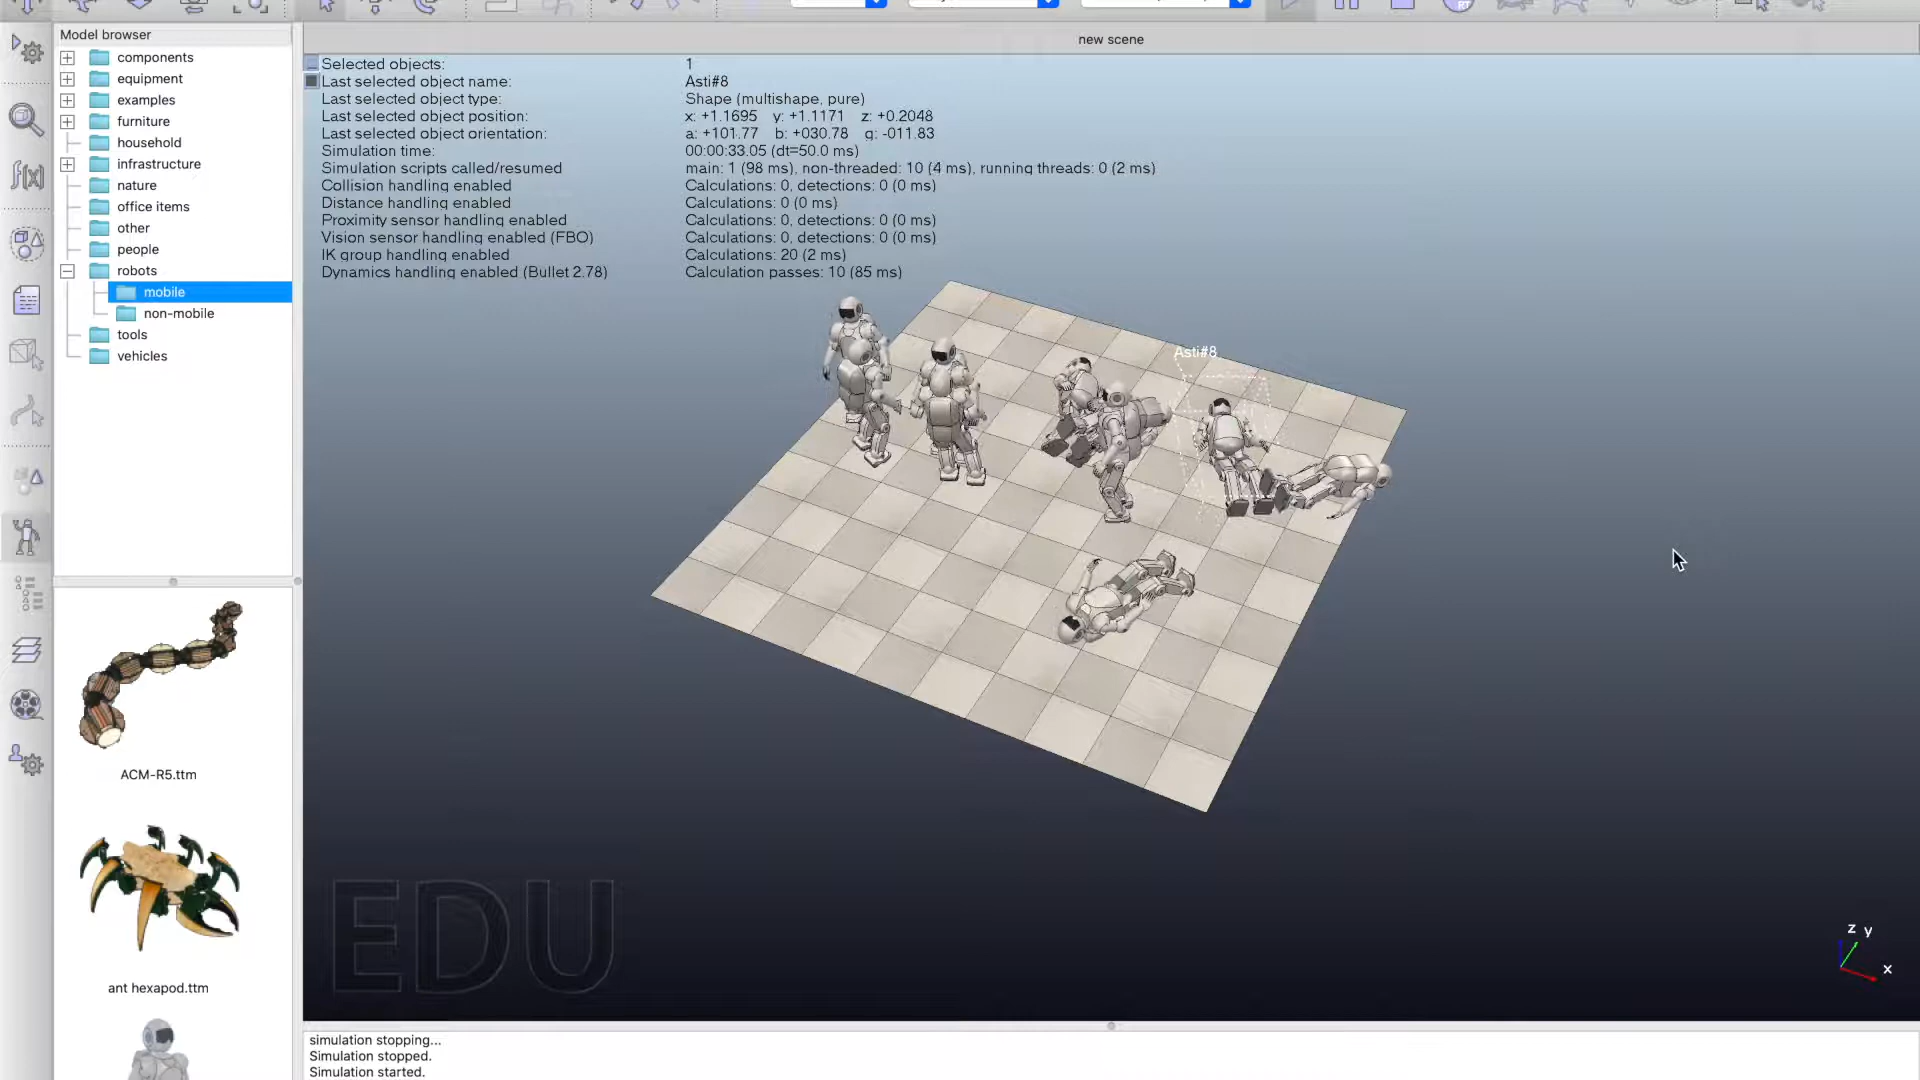 RT
Model browser
new scene
components
equipment
examples
furniture
household
infrastructure
nature
office items
other
people
robots
mobile
non-mobile
tools
vehicles
f(x)
Selected objects: 1
Last selected object name: Asti#8
Last selected object type: Shape (multishape, pure)
Last selected object position: x: +1.1695 y: +1.1171 z: +0.2048
Last selected object orientation: a: +101.77 b: +030.78 g: -011.83
Simulation time: 00:00:33.05 (dt=50.0 ms)
Simulation scripts called/resumed main: 1 (98 ms), non-threaded: 10 (4 ms), running threads: 0 (2 ms)
Collision handling enabled Calculations: 0, detections: 0 (0 ms)
Distance handling enabled Calculations: 0 (0 ms)
Proximity sensor handling enabled Calculations: 0, detections: 0 (0 ms)
Vision sensor handling enabled (FBO) Calculations: 0, detections: 0 (0 ms)
IK group handling enabled Calculations: 20 (2 ms)
Dynamics handling enabled (Bullet 2.78) Calculation passes: 10 (85 ms)
Asti#8
ACM-R5.ttm
ant hexapod.ttm
EDU
z y
x
simulation stopping...
Simulation stopped.
Simulation started.